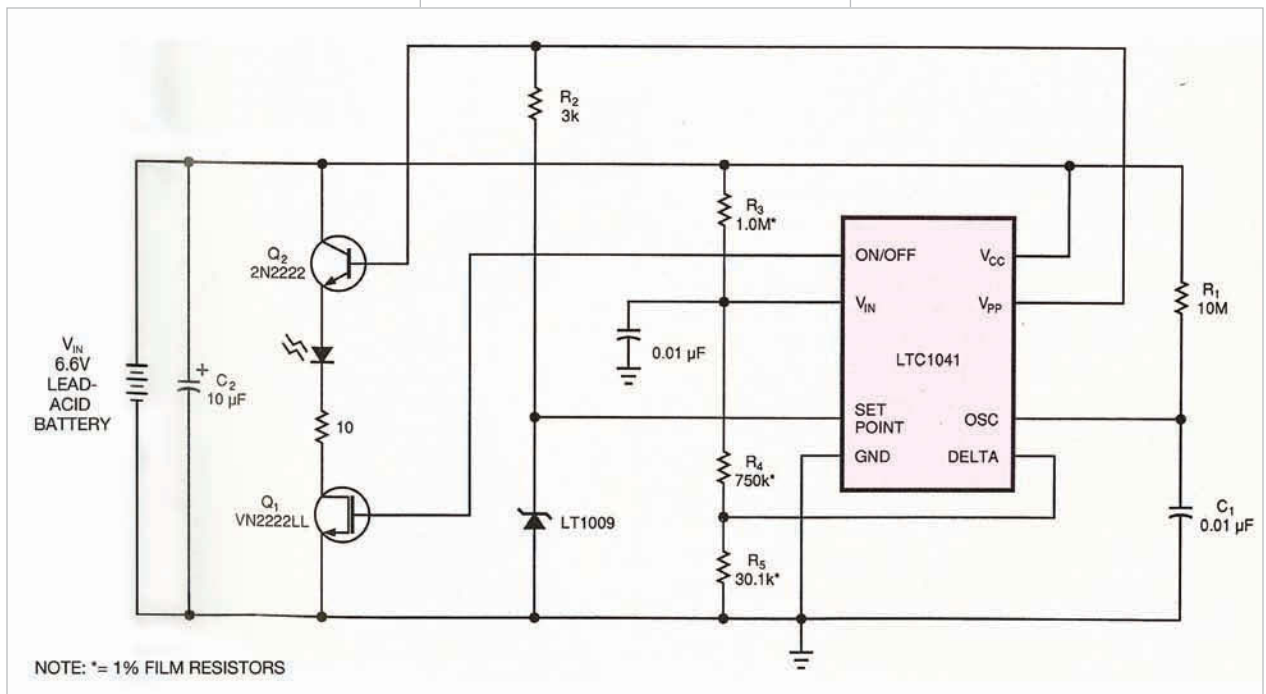 R2
3k
R3
1.0M*
Q2
2N2222
ON/OFF
VCC
VIN
VPP
R1
10M
VIN
6.6V
LEAD-
ACID
BATTERY
+
C2
10 µF
0.01 µF
LTC1041
10
SET
POINT
OSC
GND
DELTA
R4
750k*
Q1
VN2222LL
LT1009
C1
0.01 µF
R5
30.1k*
NOTE: *= 1% FILM RESISTORS